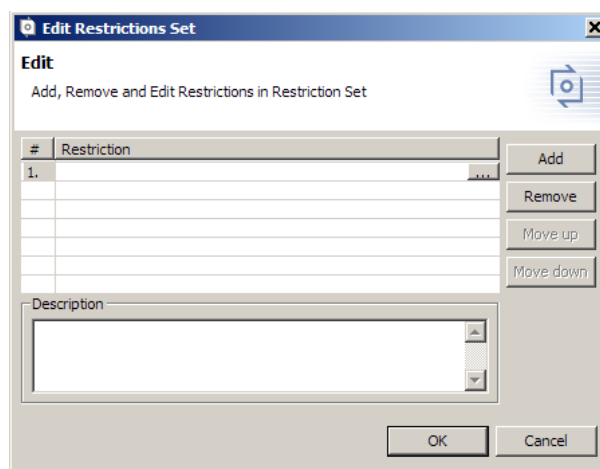 Edit Restrictions Set
Edit
Add, Remove and Edit Restrictions in Restriction Set
# Restriction
Add
1. ...
Remove
Move up
Move down
Description
OK Cancel